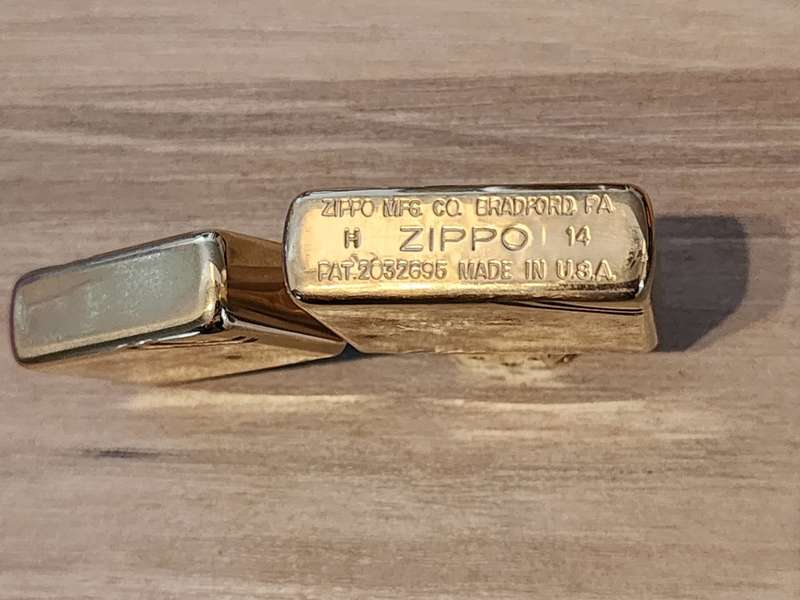 ZIPPO MFG. CO. BRADFORD, PA
H ZIPPO 14
PAT. 2032695 MADE IN U.S.A.